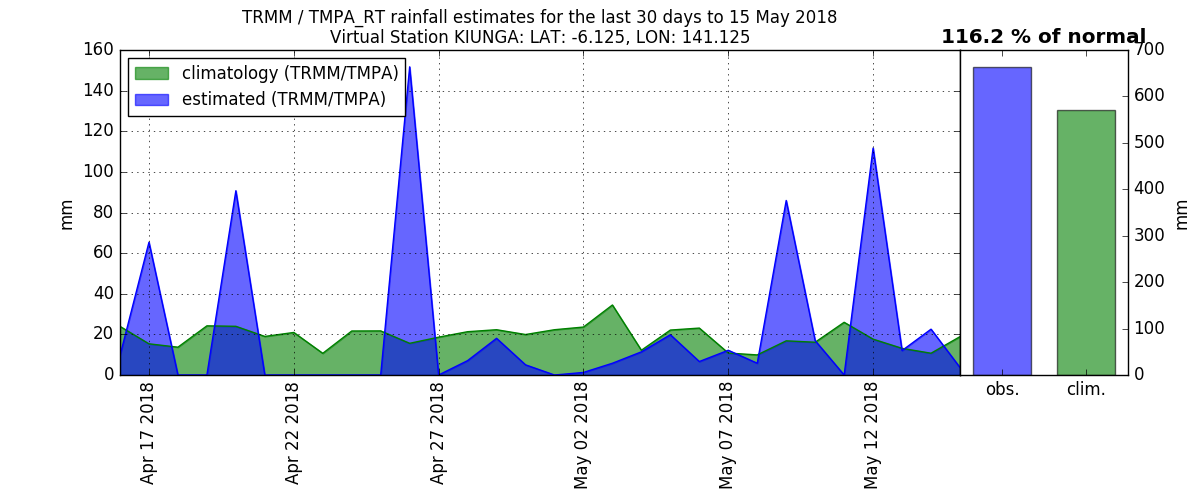 TRMM / TMPA_RT rainfall estimates for the last 30 days to 15 May 2018
Virtual Station KIUNGA: LAT: -6.125, LON: 141.125
116.2 % of normal
climatology (TRMM/TMPA)
estimated (TRMM/TMPA)
160
140
120
100
80
60
40
20
0
mm
Apr 17 2018
Apr 22 2018
Apr 27 2018
May 02 2018
May 07 2018
May 12 2018
700
600
500
400
300
200
100
0
mm
obs.
clim.